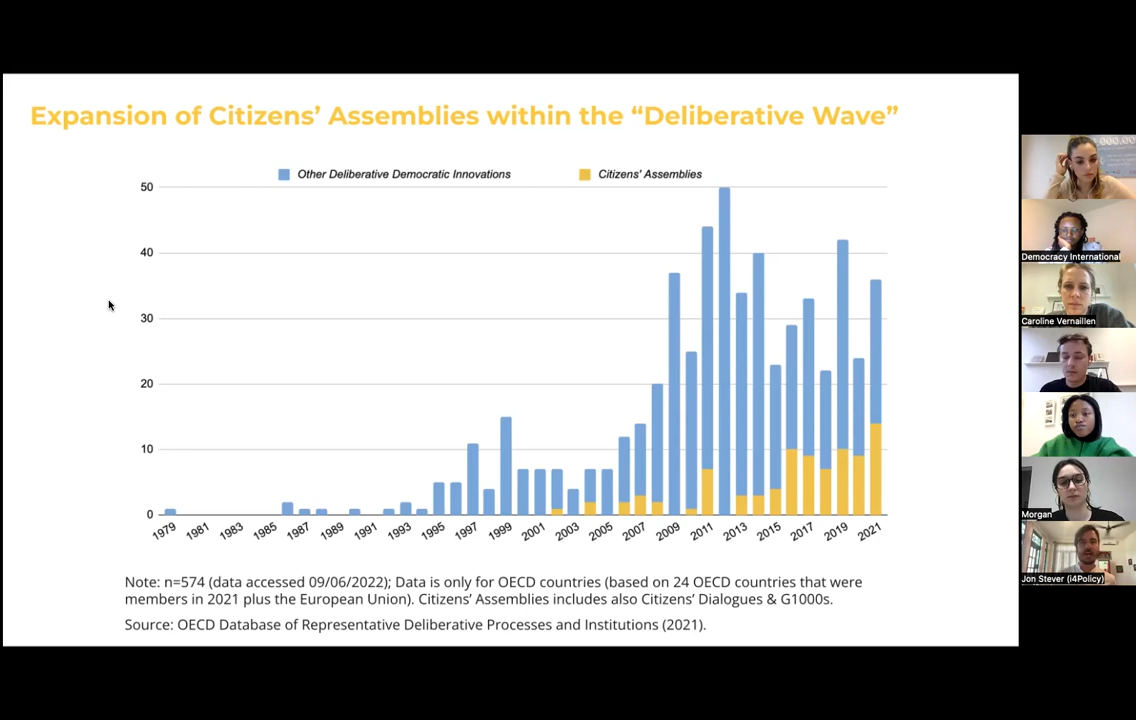 Expansion of Citizens’ Assemblies within the “Deliberative Wave”
Other Deliberative Democratic Innovations
Citizens' Assemblies
50
40
30
20
10
0
1979
1981
1983
1985
1987
1989
1991
1993
1995
1997
1999
2001
2003
2005
2007
2009
2011
2013
2015
2017
2019
2021
Note: n=574 (data accessed 09/06/2022); Data is only for OECD countries (based on 24 OECD countries that were
members in 2021 plus the European Union). Citizens’ Assemblies includes also Citizens’ Dialogues & G1000s.
Source: OECD Database of Representative Deliberative Processes and Institutions (2021).
Democracy International
Caroline Vernaillen
Morgan
Jon Stever (i4Policy)